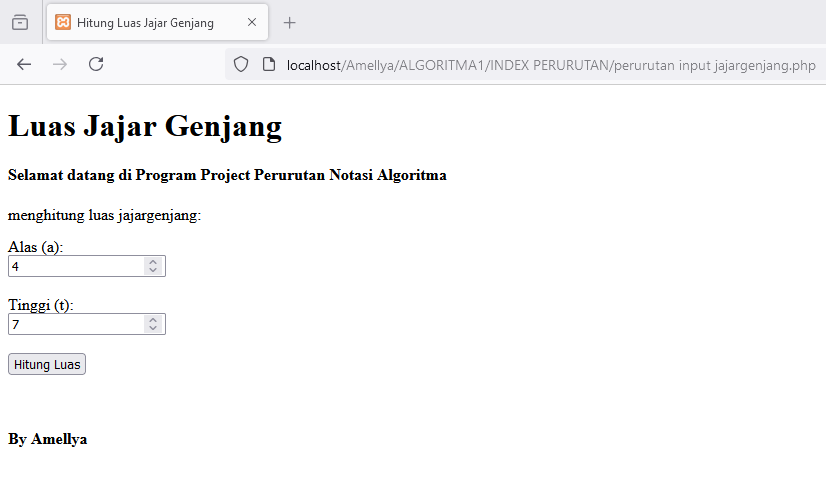 Hitung Luas Jajar Genjang
localhost/Amellya/ALGORITMA1/INDEX PERURUTAN/perurutan input jajargenjang.php
Luas Jajar Genjang
Selamat datang di Program Project Perurutan Notasi Algoritma
menghitung luas jajargenjang:
Alas (a):
4
Tinggi (t):
7
Hitung Luas
By Amellya